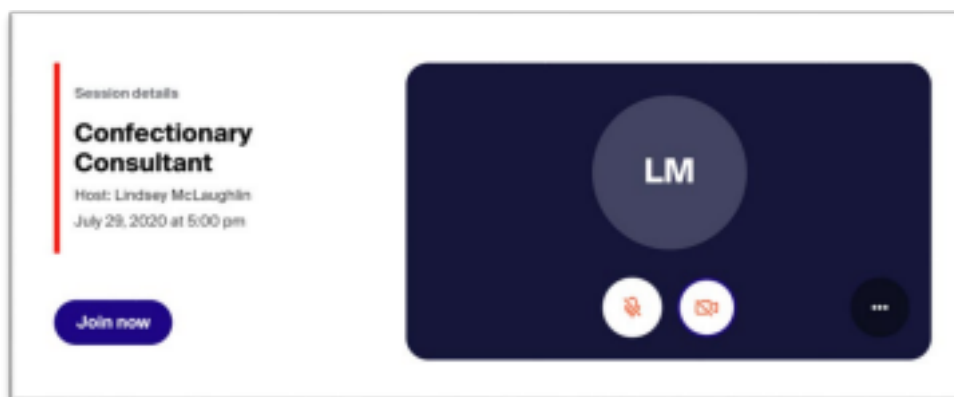 Session details
Confectionary
Consultant
Host: Lindsey McLaughlin
July 29, 2020 at 5:00 pm
Join now
LM